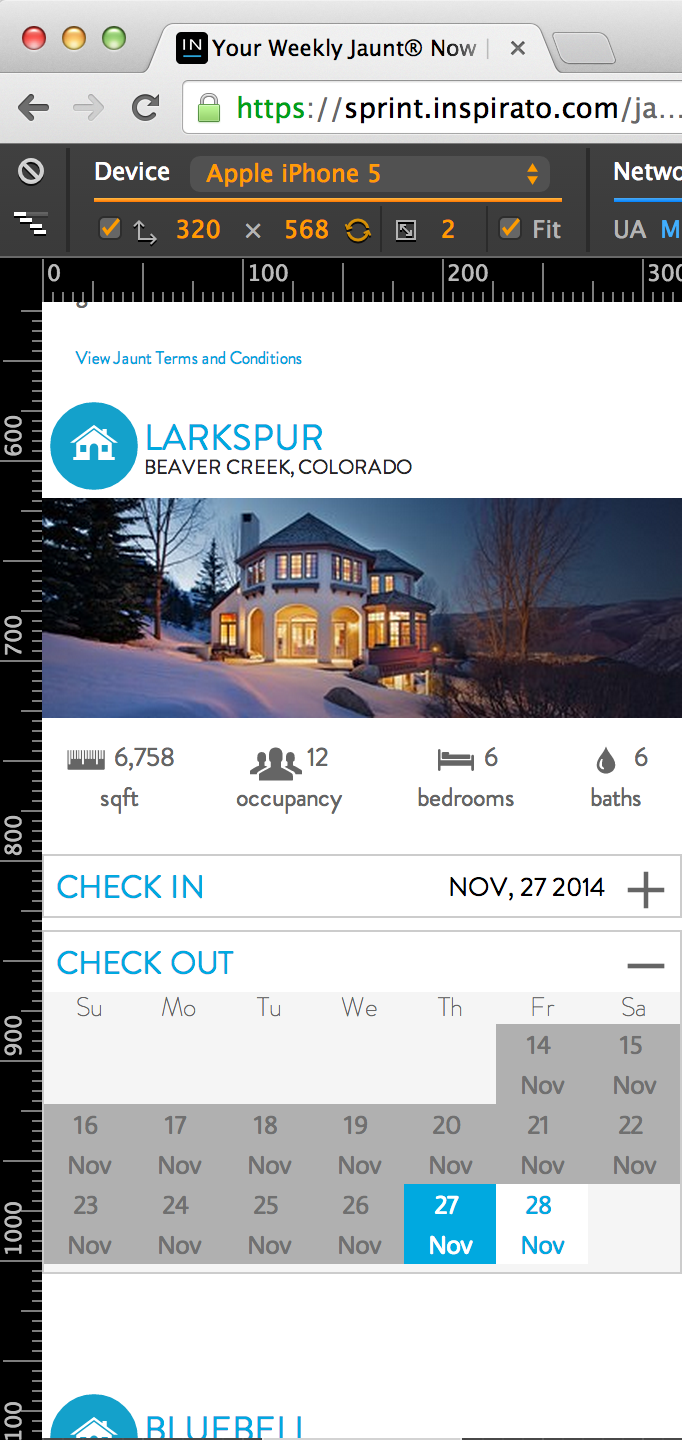 IN Your Weekly Jaunt® Now
https://sprint.inspirato.com/ja...
Device Apple iPhone 5
320 × 568 2 Fit UA
0 100 200 300
View Jaunt Terms and Conditions
600
LARKSPUR
BEAVER CREEK, COLORADO
700
6,758 12 6 6
sqft occupancy bedrooms baths
800
CHECK IN NOV, 27 2014
CHECK OUT
Su Mo Tu We Th Fr Sa
900
14 15
Nov Nov
16 17 18 19 20 21 22
Nov Nov Nov Nov Nov Nov Nov
23 24 25 26 27 28
Nov Nov Nov Nov Nov Nov
1000
BLUEBELL